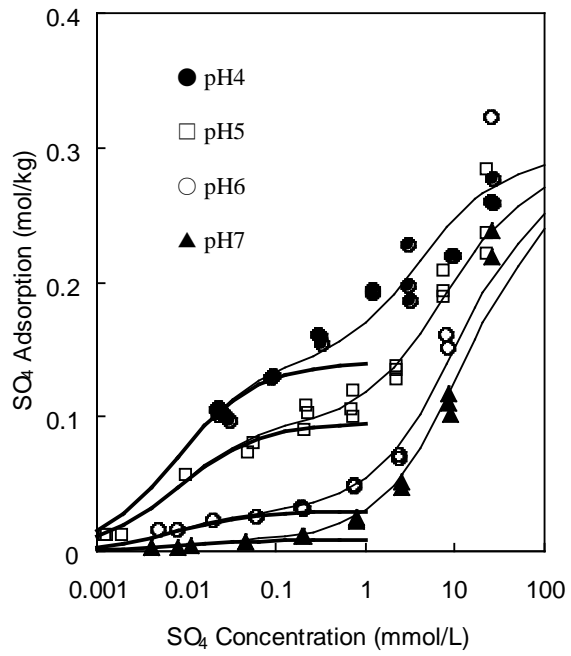 0.4
pH4
pH5
0.3
pH6
pH7
0.2
0.1
0
0.001 0.01 0.1 1 10 100
SO₄ Adsorption (mol/kg)
SO₄ Concentration (mmol/L)